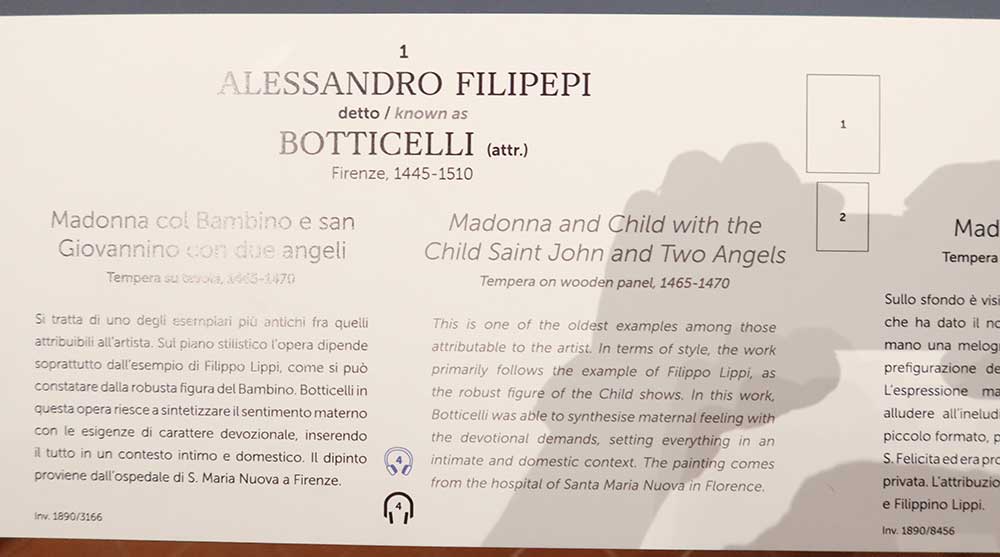 1
ALESSANDRO FILIPEPI
detto / known as
BOTTICELLI (attr.)
Firenze, 1445-1510
Madonna col Bambino e san
Giovannino con due angeli
Tempera su tavola, 1465-1470
Si tratta di uno degli esemplari più antichi fra quelli
attribuibili all'artista. Sul piano stilistico l'opera dipende
soprattutto dall'esempio di Filippo Lippi, come si può
constatare dalla robusta figura del Bambino. Botticelli in
questa opera riesce a sintetizzare il sentimento materno
con le esigenze di carattere devozionale, inserendo
il tutto in un contesto intimo e domestico. Il dipinto
proviene dall'ospedale di S. Maria Nuova a Firenze.
Inv. 1890/3166
4
4
Madonna and Child with the
Child Saint John and Two Angels
Tempera on wooden panel, 1465-1470
This is one of the oldest examples among those
attributable to the artist. In terms of style, the work
primarily follows the example of Filippo Lippi, as
the robust figure of the Child shows. In this work,
Botticelli was able to synthesise maternal feeling with
the devotional demands, setting everything in an
intimate and domestic context. The painting comes
from the hospital of Santa Maria Nuova in Florence.
1
2
Mad
Tempera
Sullo sfondo è visi
che ha dato il no
mano una melogr
prefigurazione de
L'espressione ma
alludere all'inelud
piccolo formato, p
S. Felicita ed era pro
privata. L'attribuzio
e Filippino Lippi.
Inv. 1890/8456